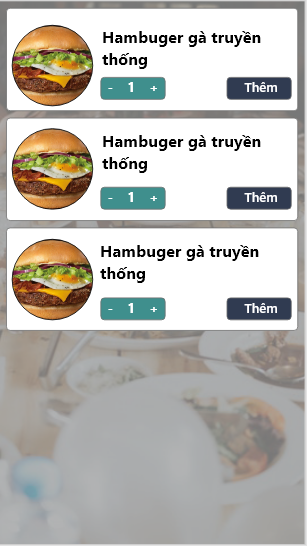 Hambuger gà truyền
thống
- 1 + Thêm
Hambuger gà truyền
thống
- 1 + Thêm
Hambuger gà truyền
thống
- 1 + Thêm